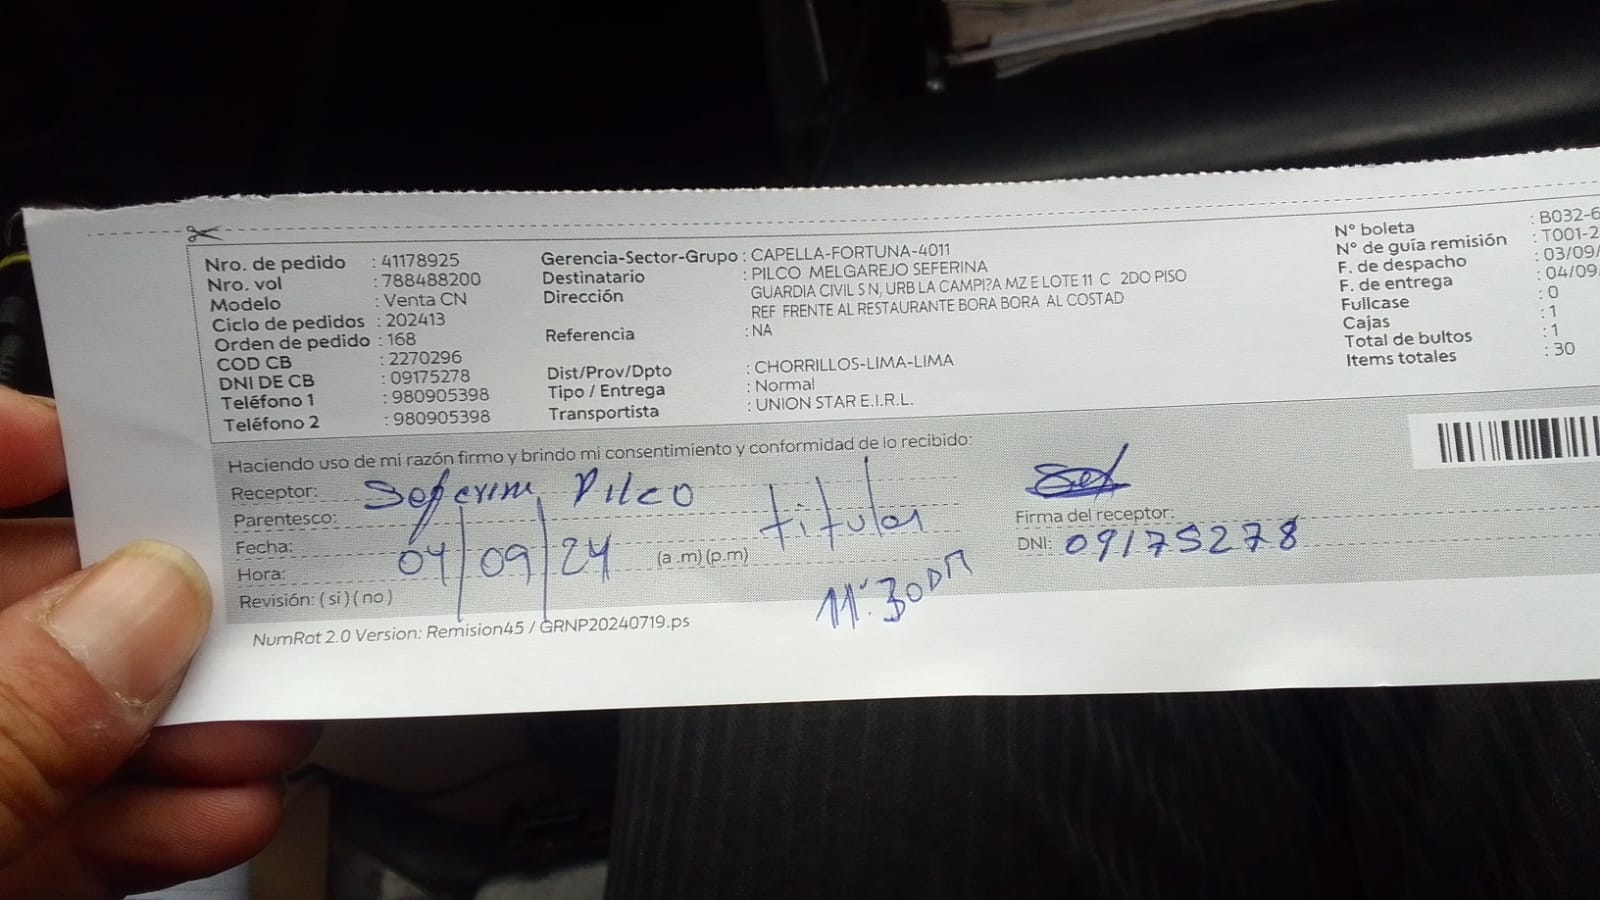 Nro. de pedido : 41178925
Nro. vol : 788488200
Modelo : Venta CN
Ciclo de pedidos : 202413
Orden de pedido : 168
COD CB : 2270296
DNI DE CB : 09175278
Teléfono 1 : 980905398
Teléfono 2 : 980905398
Gerencia-Sector-Grupo : CAPELLA-FORTUNA-4011
Destinatario : PILCO MELGAREJO SEFERINA
Dirección GUARDIA CIVIL S N, URB LA CAMPI?A MZ E LOTE 11 C 2DO PISO
REF FRENTE AL RESTAURANTE BORA BORA AL COSTAD
Referencia : NA
Dist/Prov/Dpto : CHORRILLOS-LIMA-LIMA
Tipo / Entrega : Normal
Transportista : UNION STAR E.I.R.L.
N° boleta : B032-6
N° de guía remisión : T001-2
F. de despacho : 03/09/
F. de entrega : 04/09
Fullcase : 0
Cajas : 1
Total de bultos : 1
Items totales : 30
Haciendo uso de mi razón firmo y brindo mi consentimiento y conformidad de lo recibido:
Receptor: Seferina Pilco
Parentesco: titular
Fecha: 04/09/24
Hora: (a .m) (p.m) 11:30
Revisión: ( si ) ( no )
Firma del receptor:
DNI: 09175278
NumRot 2.0 Version: Remision45 / GRNP20240719.ps